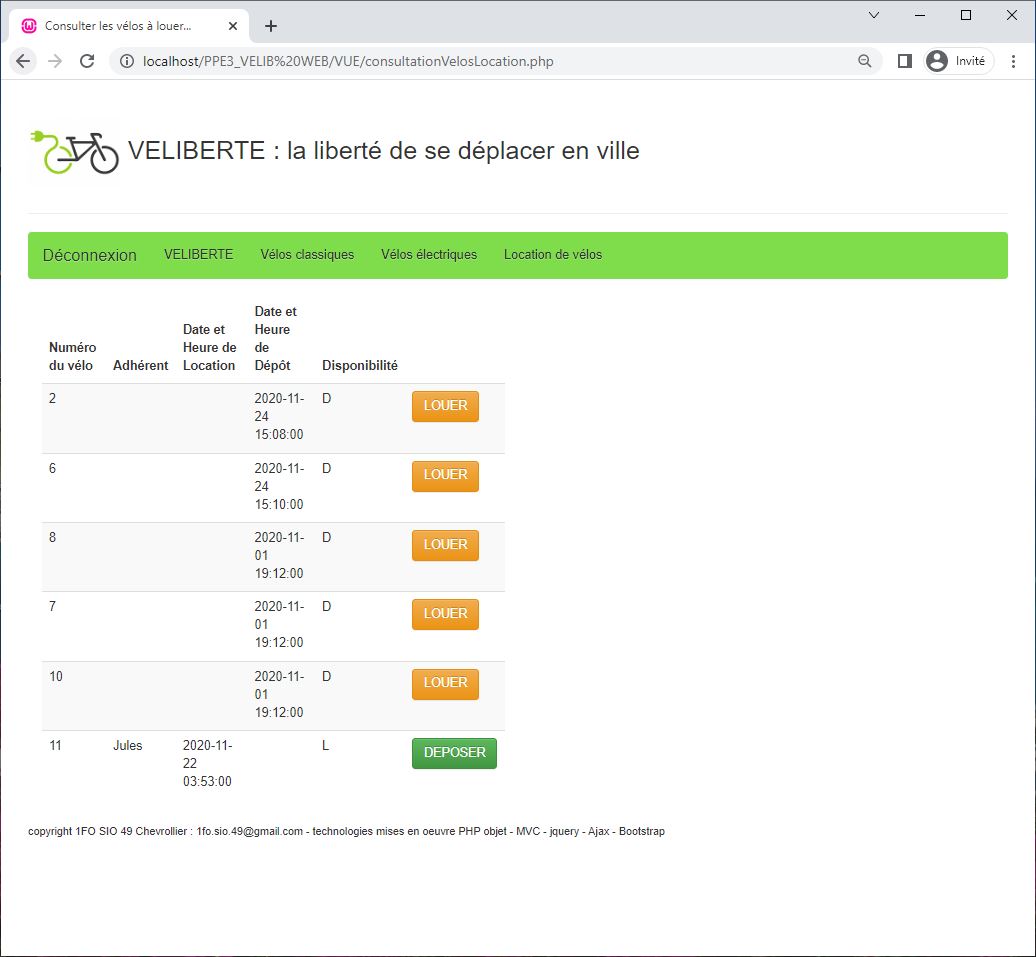 Consulter les vélos à louer...
localhost/PPE3_VELIB%20WEB/VUE/consultationVelosLocation.php
Invité
VELIBERTE : la liberté de se déplacer en ville
Déconnexion VELIBERTE Vélos classiques Vélos électriques Location de vélos
Numéro du vélo Adhérent Date et Heure de Location Date et Heure de Dépôt Disponibilité
2 2020-11-24 15:08:00 D LOUER
6 2020-11-24 15:10:00 D LOUER
8 2020-11-01 19:12:00 D LOUER
7 2020-11-01 19:12:00 D LOUER
10 2020-11-01 19:12:00 D LOUER
11 Jules 2020-11-22 03:53:00 L DEPOSER
copyright 1FO SIO 49 Chevrollier : 1fo.sio.49@gmail.com - technologies mises en oeuvre PHP objet - MVC - jquery - Ajax - Bootstrap